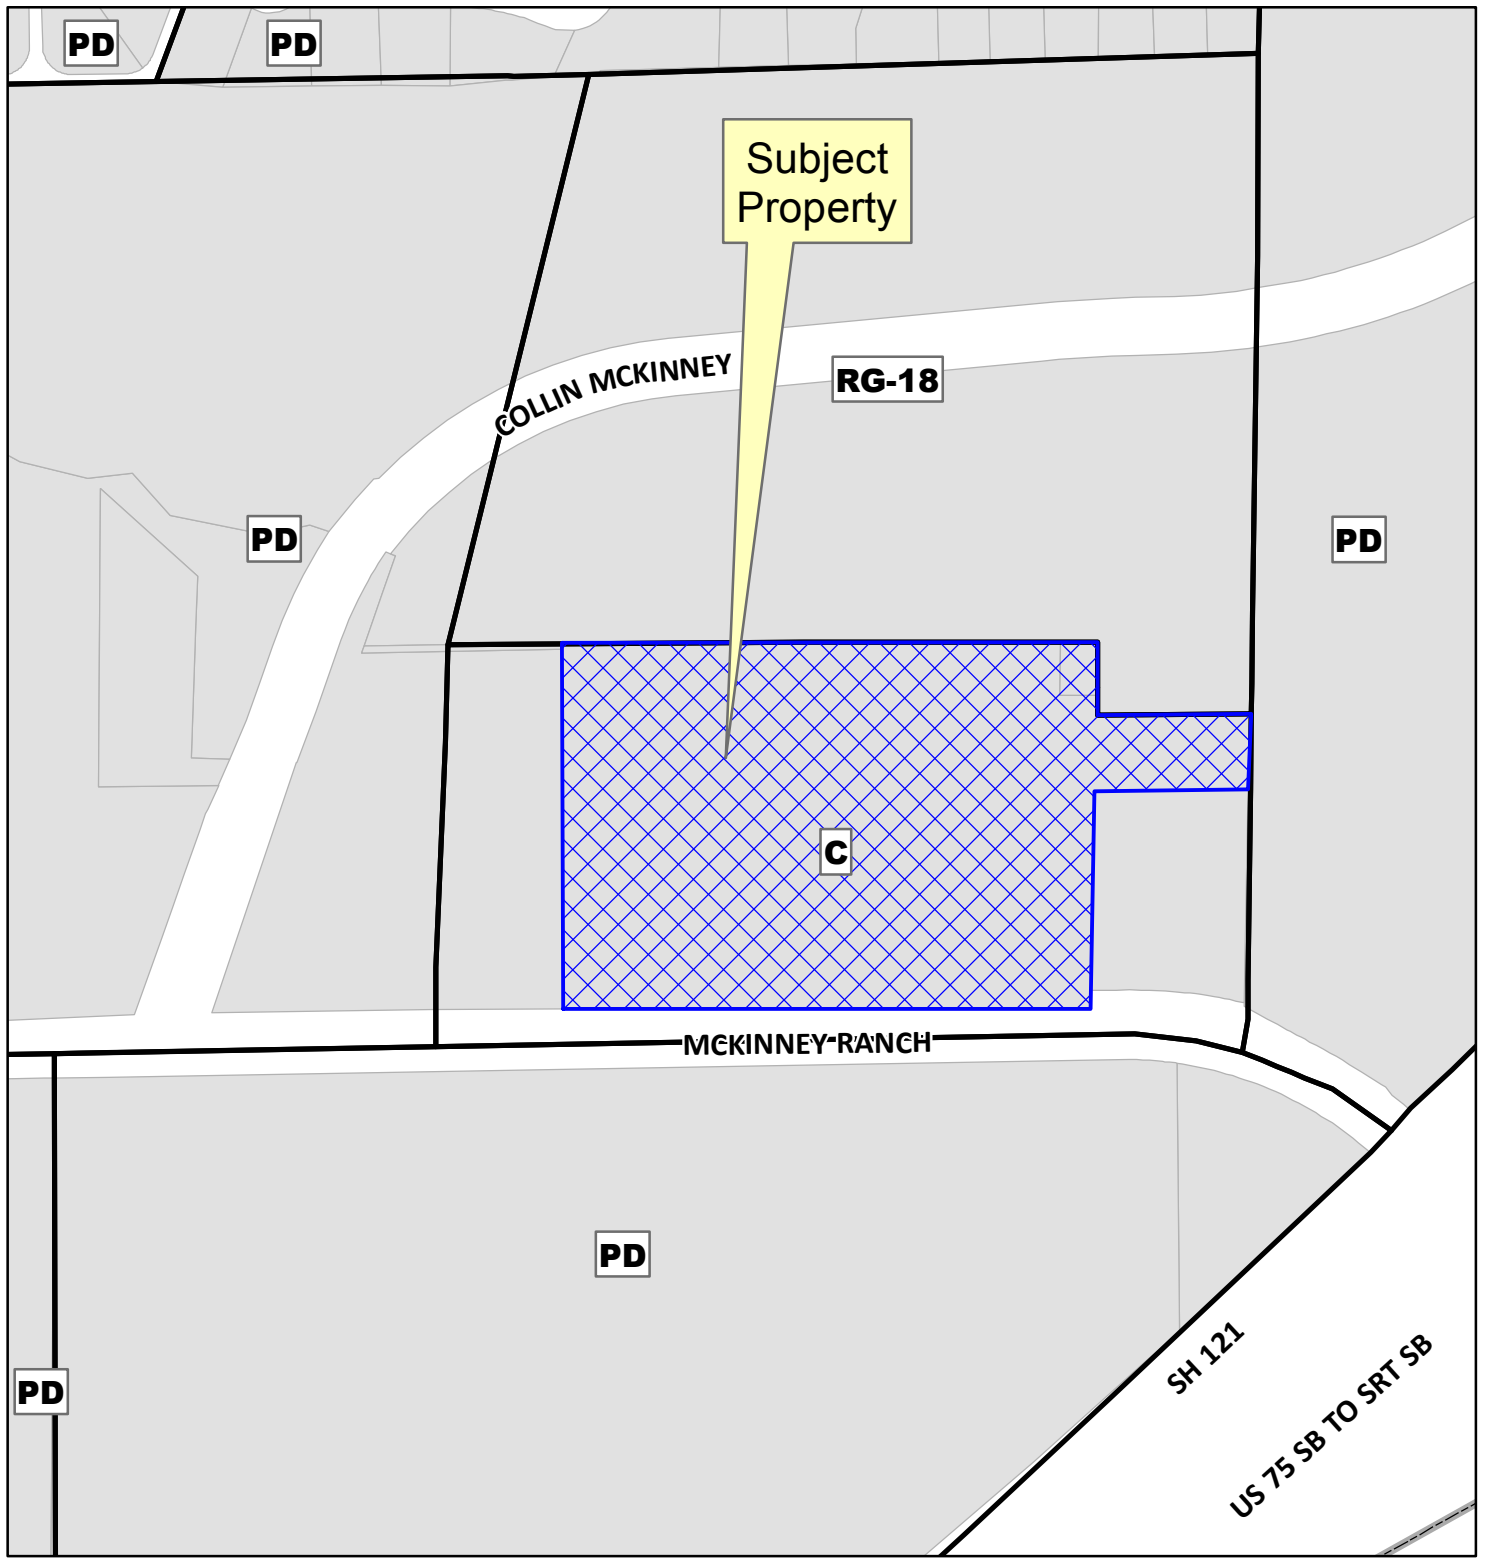 PD
PD
Subject
Property
COLLIN MCKINNEY
RG-18
PD
PD
C
MCKINNEY RANCH
PD
SH 121
PD
US 75 SB TO SRT SB